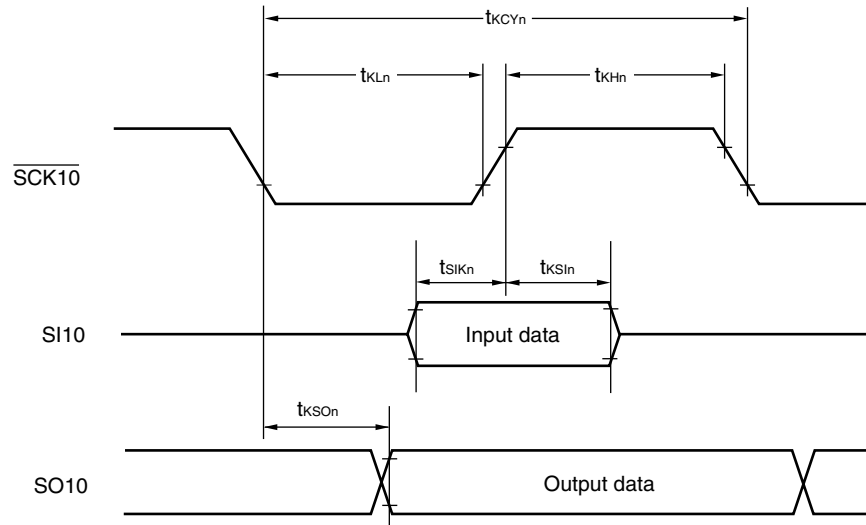 tKCYn
tKLn
tKHn
SCK10
tSIKn
tKSIn
SI10
Input data
tKSOn
SO10
Output data